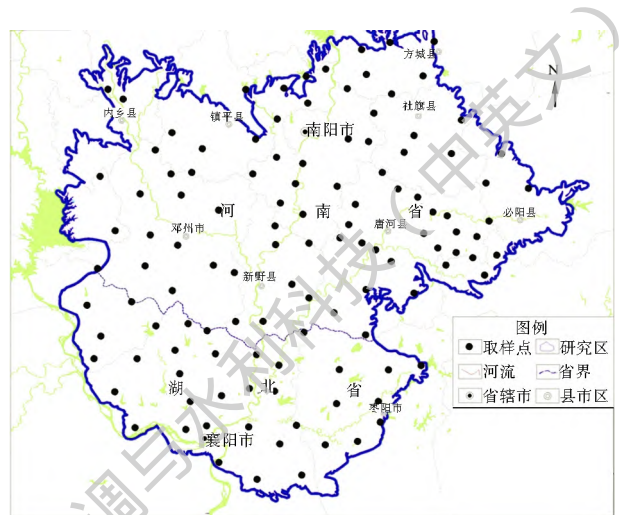 方城县
N
内乡县
镇平县
社旗县
南阳市
河 南 省
邓州市
唐河县
必阳县
新野县
图例
取样点 研究区
河流 省界
省辖市 县市区
湖 北 省
枣阳市
襄阳市
调与水利科技(中英文)